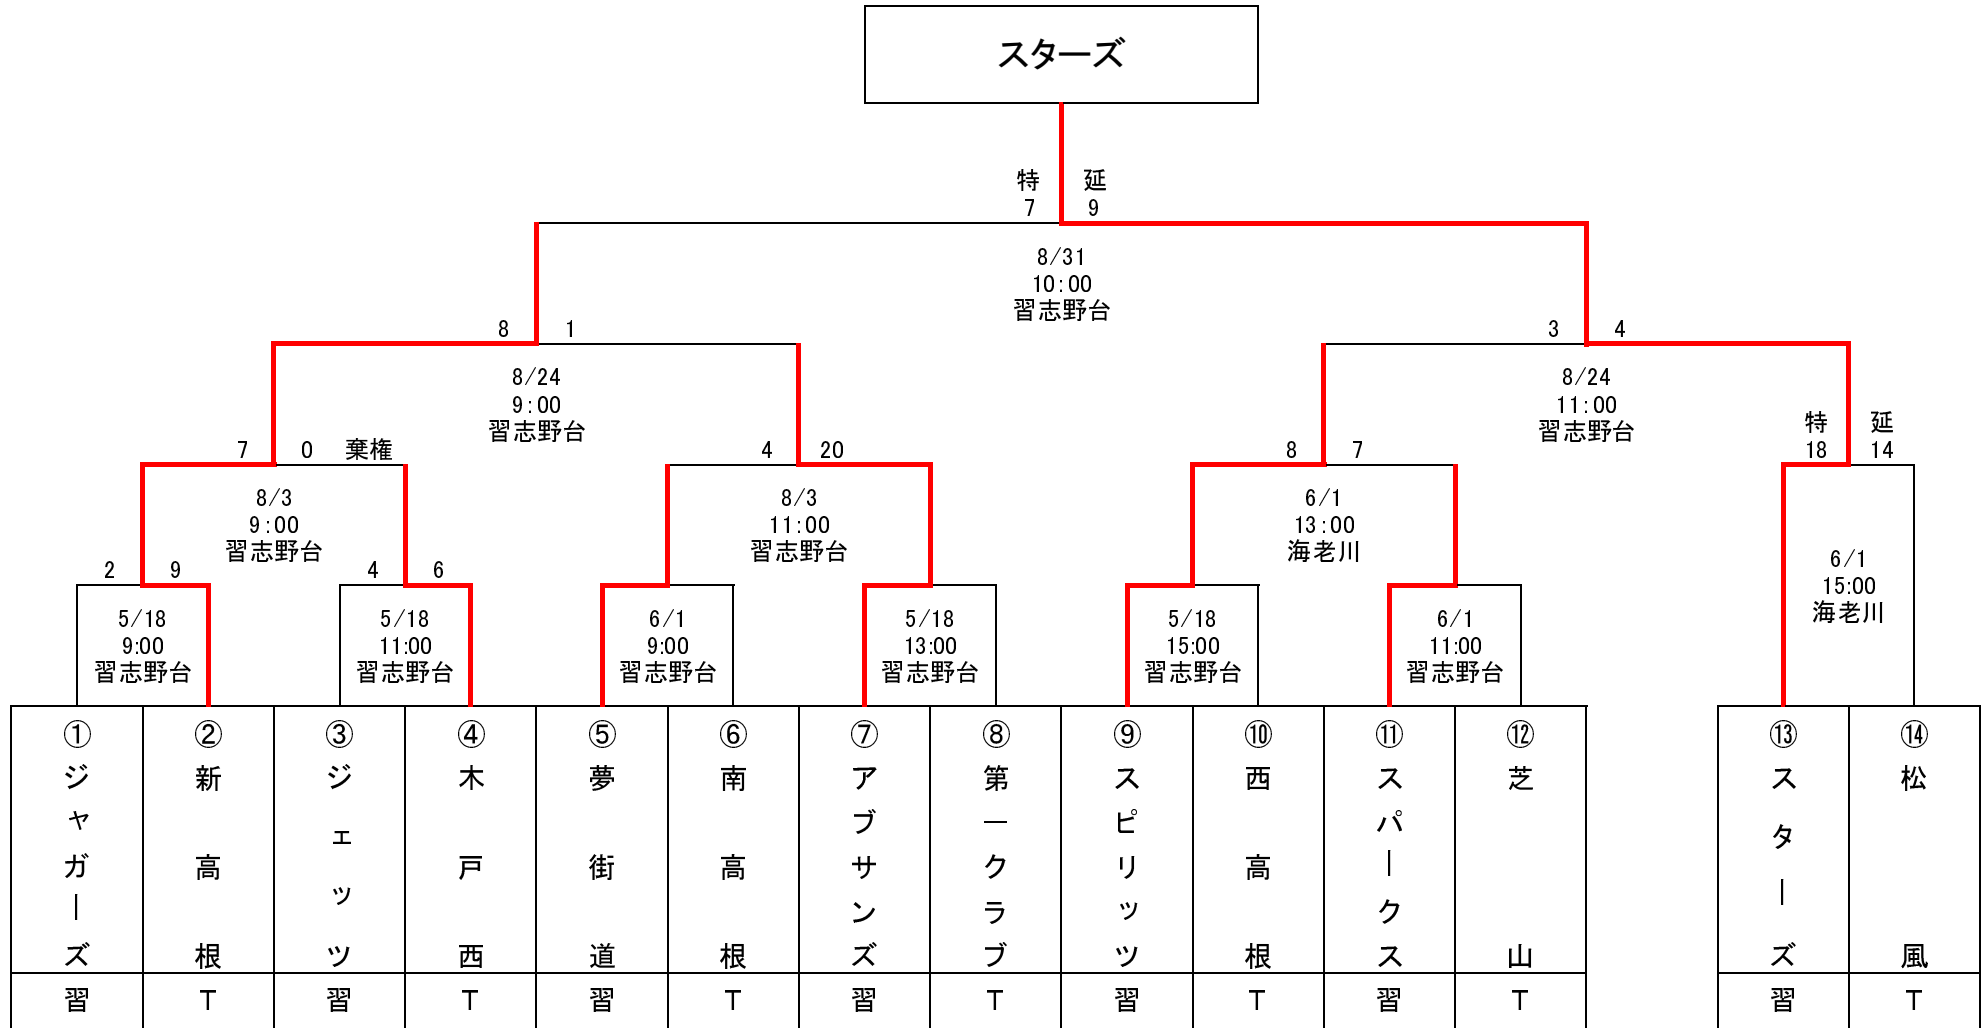 スターズ
特 延
7 9
8/31
10:00
習志野台
8 1
3 4
8/24
9:00
習志野台
8/24
11:00
習志野台
特 延
18 14
7 0 棄権
4 20
8 7
8/3
9:00
習志野台
8/3
11:00
習志野台
6/1
13:00
海老川
6/1
15:00
海老川
2 9
4 6
5/18
9:00
習志野台
5/18
11:00
習志野台
6/1
9:00
習志野台
5/18
13:00
習志野台
5/18
15:00
習志野台
6/1
11:00
習志野台
①ジャガーズ
②新高根
③ジェッツ
④木戸西
⑤夢街道
⑥南高根
⑦アブサンズ
⑧第一クラブ
⑨スピリッツ
⑩西高根
⑪スパークス
⑫芝山
⑬スターズ
⑭松風
習 T 習 T 習 T 習 T 習 T 習 T 習 T